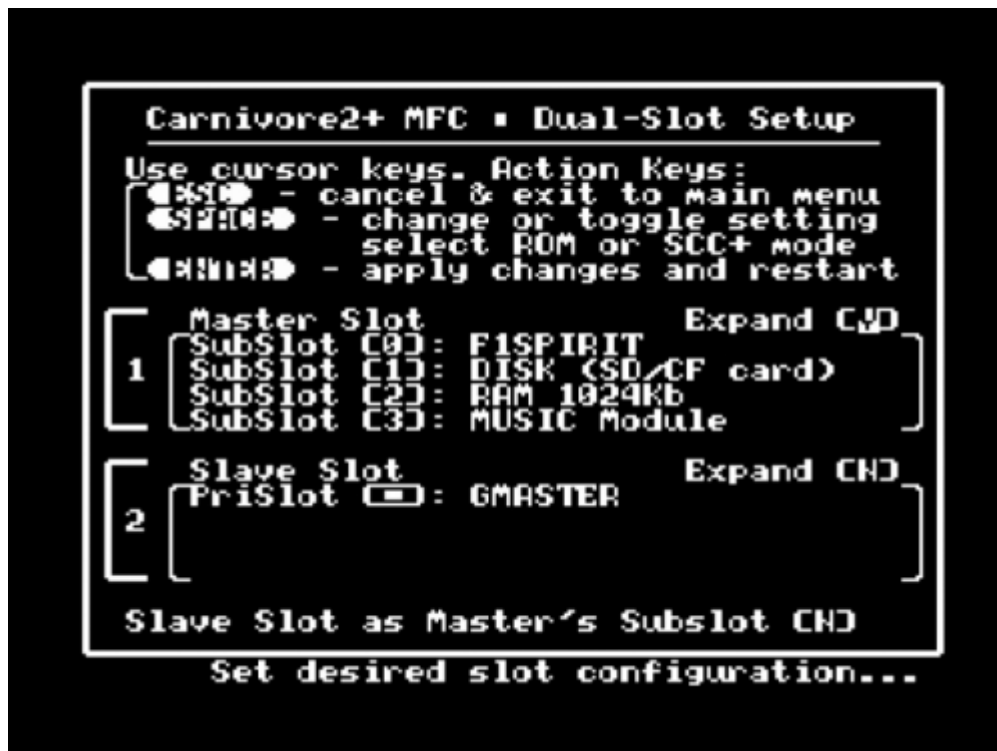 Carnivore2+ MFC ▪ Dual-Slot Setup
Use cursor keys. Action Keys:
ESC - cancel & exit to main menu
SPACE - change or toggle setting
select ROM or SCC+ mode
ENTER - apply changes and restart
Master Slot Expand [Y]
1
SubSlot [0]: F1SPIRIT
SubSlot [1]: DISK (SD/CF card)
SubSlot [2]: RAM 1024Kb
SubSlot [3]: MUSIC Module
Slave Slot Expand [N]
2
PriSlot [▪]: GMASTER
Slave Slot as Master's Subslot [N]
Set desired slot configuration...